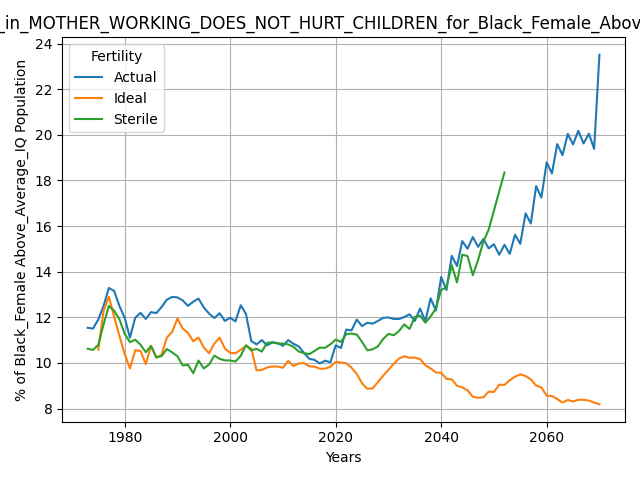 _in_MOTHER_WORKING_DOES_NOT_HURT_CHILDREN_for_Black_Female_Abov
% of Black_Female Above_Average_IQ Population
24
22
20
18
16
14
12
10
8
Fertility
Actual
Ideal
Sterile
1980
2000
2020
2040
2060
Years